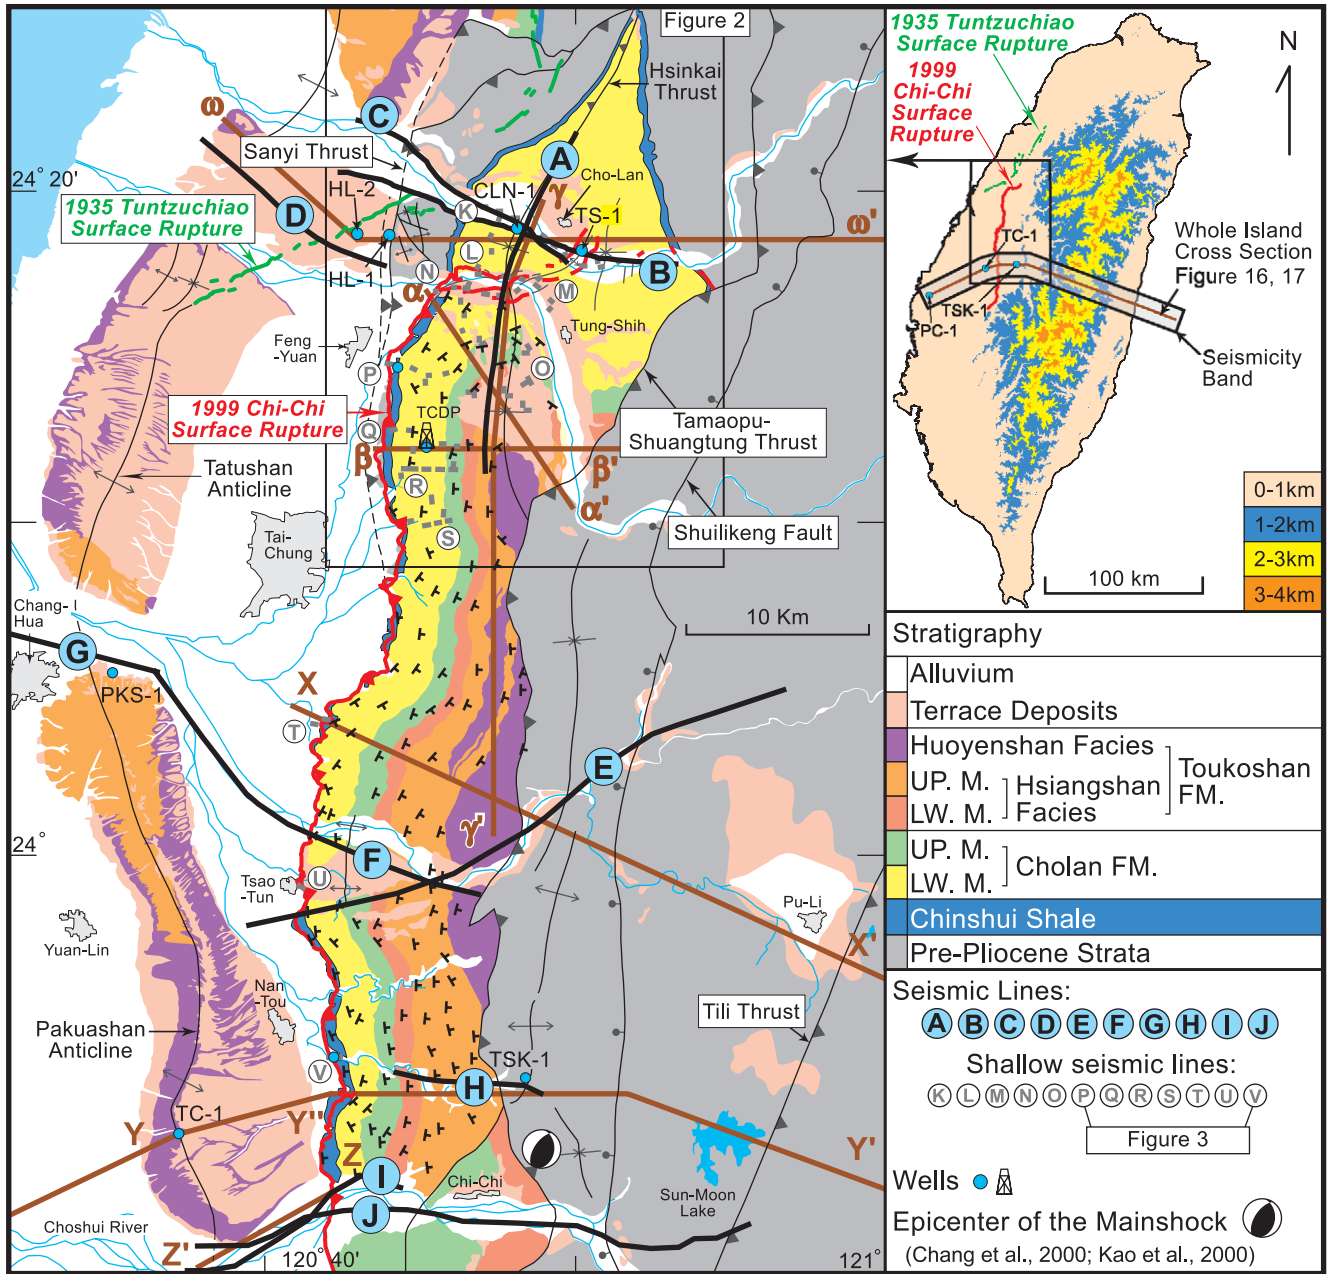 Figure 2
Hsinkai
Thrust
ω
C
Sanyi Thrust
A
24° 20'
HL-2
CLN-1
γ
Cho-Lan
1935 Tuntzuchiao
Surface Rupture
D
K
TS-1
ω'
L
B
HL-1
N
α
M
Feng
-Yuan
Tung-Shih
P
O
1999 Chi-Chi
Surface Rupture
TCDP
Q
Tamaopu-
Shuangtung Thrust
β
β'
Tatushan
Anticline
R
α'
S
Shuilikeng Fault
Tai-
Chung
Chang-
Hua
10 Km
G
PKS-1
X
T
E
γ'
24°
F
Tsao
-Tun
U
Pu-Li
Yuan-Lin
X'
Nan
-Tou
Pakuashan
Anticline
Tili Thrust
V
TSK-1
H
TC-1
Y
Y''
Y'
Z
I
Chi-Chi
Sun-Moon
Lake
J
Choshui River
Z'
120° 40'
121°
1935 Tuntzuchiao
Surface Rupture
N
1999
Chi-Chi
Surface
Rupture
TC-1
Whole Island
Cross Section
Figure 16, 17
TSK-1
PC-1
Seismicity
Band
0-1km
1-2km
2-3km
3-4km
100 km
Stratigraphy
Alluvium
Terrace Deposits
Huoyenshan Facies
Toukoshan
FM.
UP. M.
LW. M.
Hsiangshan
Facies
UP. M.
LW. M.
Cholan FM.
Chinshui Shale
Pre-Pliocene Strata
Seismic Lines:
A B C D E F G H I J
Shallow seismic lines:
K L M N O P Q R S T U V
Figure 3
Wells
Epicenter of the Mainshock
(Chang et al., 2000; Kao et al., 2000)